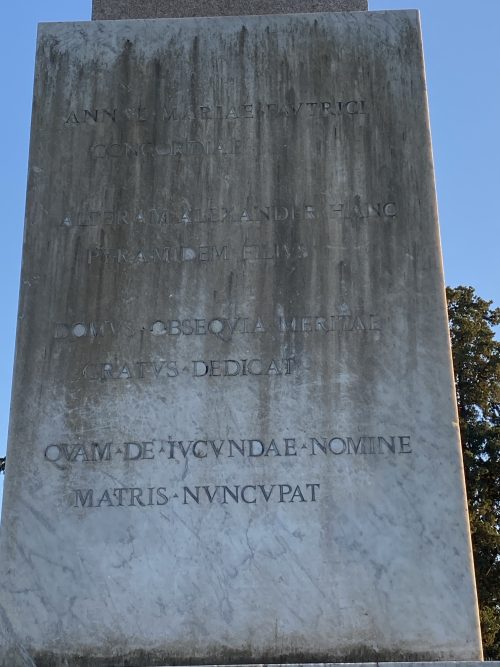 ANNAE · MARIAE · FAVTRICI
CONCORDIAE
ALTERAM · ALEXANDER · HANC
PYRAMIDEM · FILIVS
DOMVS · OBSEQVIA · MERITAE
GRATVS · DEDICAT
QVAM · DE · IVCVNDAE · NOMINE
MATRIS · NVNCVPAT